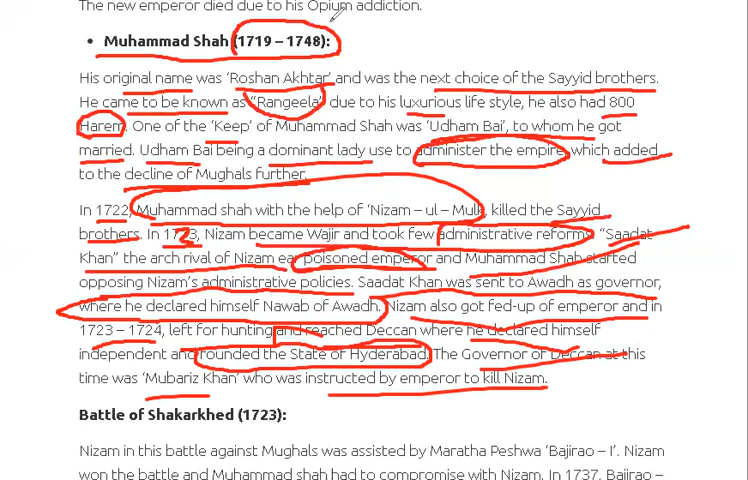 The new emperor died due to his Opium addiction.
• Muhammad Shah (1719 – 1748):
His original name was 'Roshan Akhtar' and was the next choice of the Sayyid brothers.
He came to be known as "Rangeela", due to his luxurious life style, he also had 800
Harem. One of the 'Keep' of Muhammad Shah was 'Udham Bai', to whom he got
married. Udham Bai being a dominant lady use to administer the empire, which added
to the decline of Mughals further.
In 1722, Muhammad shah with the help of 'Nizam – ul – Mulk, killed the Sayyid
brothers. In 1723, Nizam became Wajir and took few administrative reforms. "Saadat
Khan" the arch rival of Nizam ear poisoned emperor and Muhammad Shah started
opposing Nizam's administrative policies. Saadat Khan was sent to Awadh as governor,
where he declared himself Nawab of Awadh. Nizam also got fed-up of emperor and in
1723 – 1724, left for hunting and reached Deccan where he declared himself
independent and founded the State of Hyderabad. The Governor of Deccan at this
time was 'Mubariz Khan' who was instructed by emperor to kill Nizam.
Battle of Shakarkhed (1723):
Nizam in this battle against Mughals was assisted by Maratha Peshwa 'Bajirao – I'. Nizam
won the battle and Muhammad shah had to compromise with Nizam. In 1737, Bajirao –